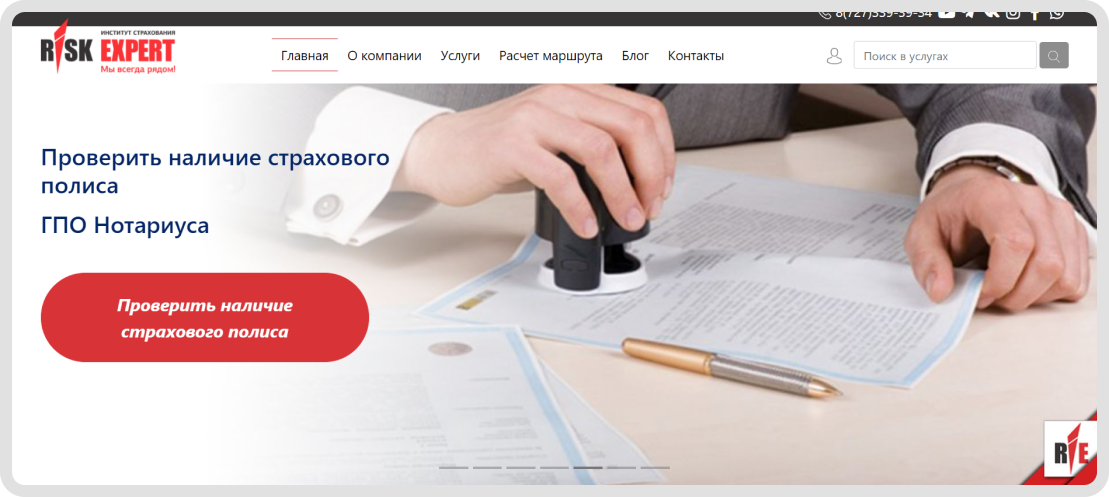 8(727)339-39-34
ИНСТИТУТ СТРАХОВАНИЯ
RISK EXPERT
Мы всегда рядом!
Главная
О компании
Услуги
Расчет маршрута
Блог
Контакты
Поиск в услугах
Проверить наличие страхового
полиса
ГПО Нотариуса
Проверить наличие
страхового полиса
RIE